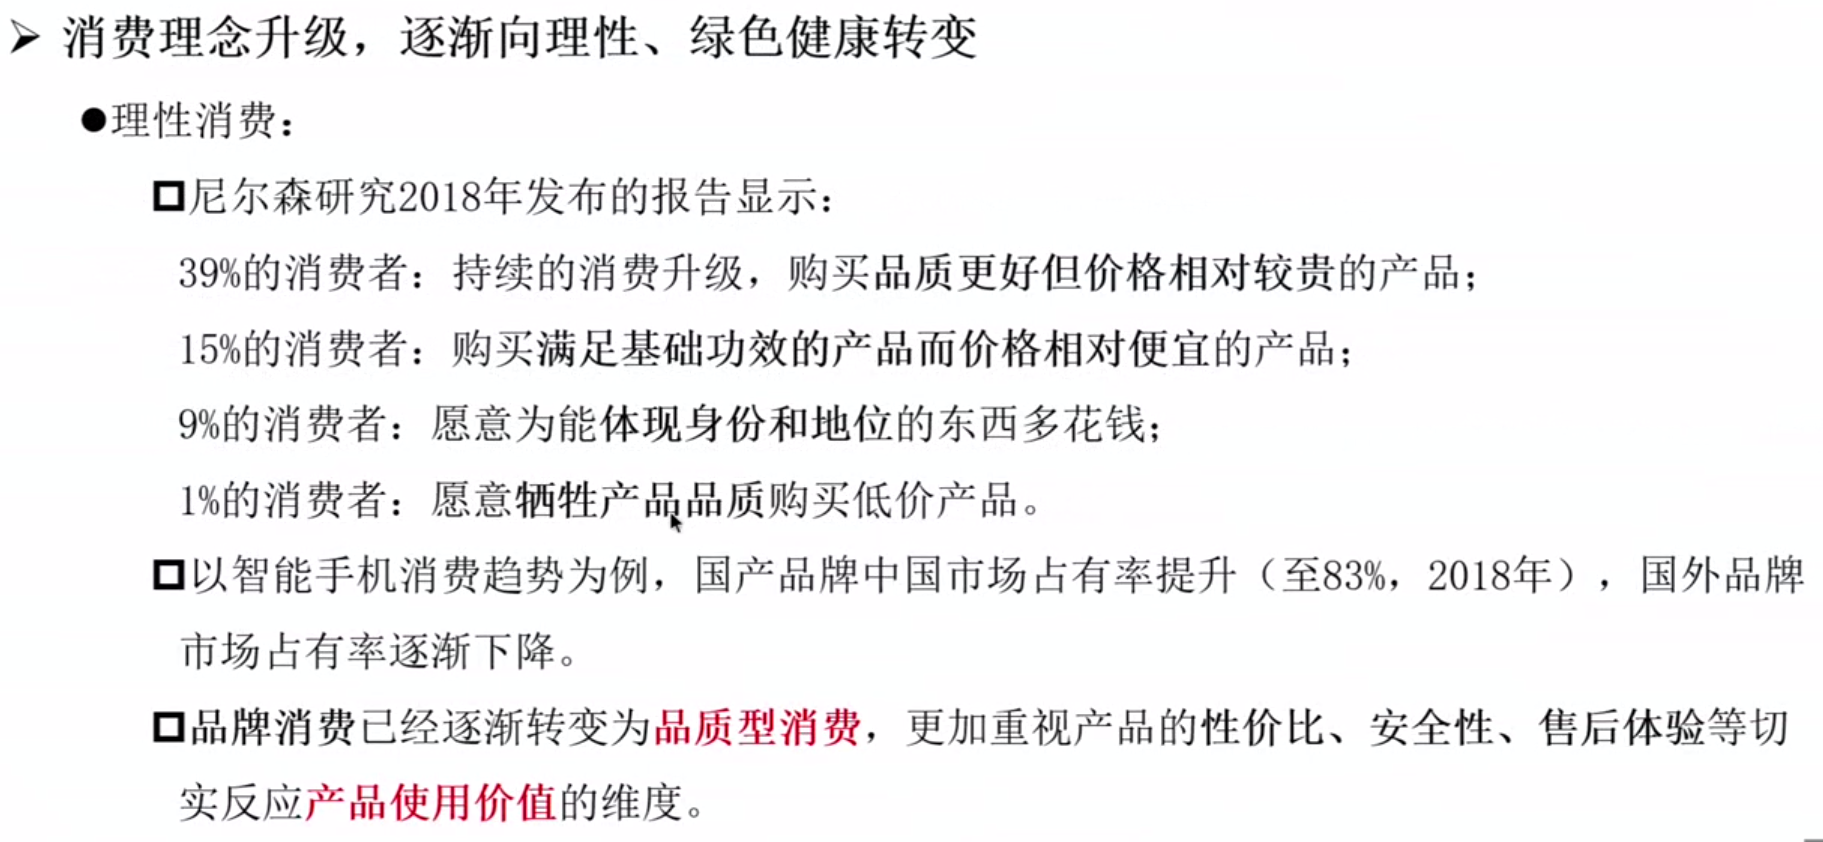 ➢ 消费理念升级，逐渐向理性、绿色健康转变
●理性消费：
尼尔森研究2018年发布的报告显示：
39%的消费者：持续的消费升级，购买品质更好但价格相对较贵的产品；
15%的消费者：购买满足基础功效的产品而价格相对便宜的产品；
9%的消费者：愿意为能体现身份和地位的东西多花钱；
1%的消费者：愿意牺牲产品品质购买低价产品。
以智能手机消费趋势为例，国产品牌中国市场占有率提升（至83%，2018年），国外品牌
市场占有率逐渐下降。
品牌消费已经逐渐转变为品质型消费，更加重视产品的性价比、安全性、售后体验等切
实反应产品使用价值的维度。